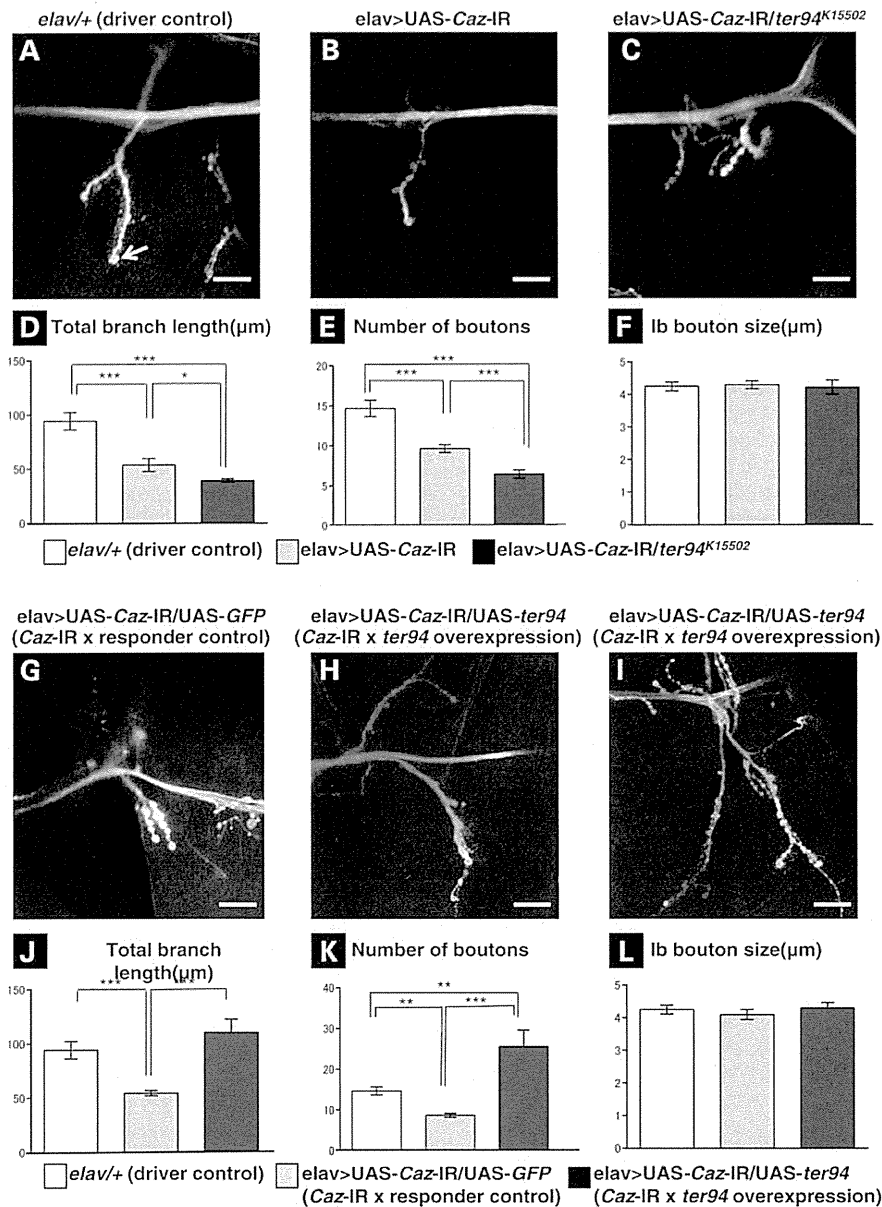 elav/+ (driver control)
elav>UAS-Caz-IR
elav>UAS-Caz-IR/ter94K15502
A
B
C
D Total branch length(µm)
E Number of boutons
F Ib bouton size(µm)
150
100
50
0
***
***
*
20
15
10
5
0
***
***
***
5
4
3
2
1
0
elav/+ (driver control)
elav>UAS-Caz-IR
elav>UAS-Caz-IR/ter94K15502
elav>UAS-Caz-IR/UAS-GFP
(Caz-IR x responder control)
elav>UAS-Caz-IR/UAS-ter94
(Caz-IR x ter94 overexpression)
elav>UAS-Caz-IR/UAS-ter94
(Caz-IR x ter94 overexpression)
G
H
I
J Total branch
length(µm)
K Number of boutons
L Ib bouton size(µm)
150
100
50
0
***
***
40
30
20
10
0
**
**
***
5
4
3
2
1
0
elav/+ (driver control)
elav>UAS-Caz-IR/UAS-GFP
(Caz-IR x responder control)
elav>UAS-Caz-IR/UAS-ter94
(Caz-IR x ter94 overexpression)